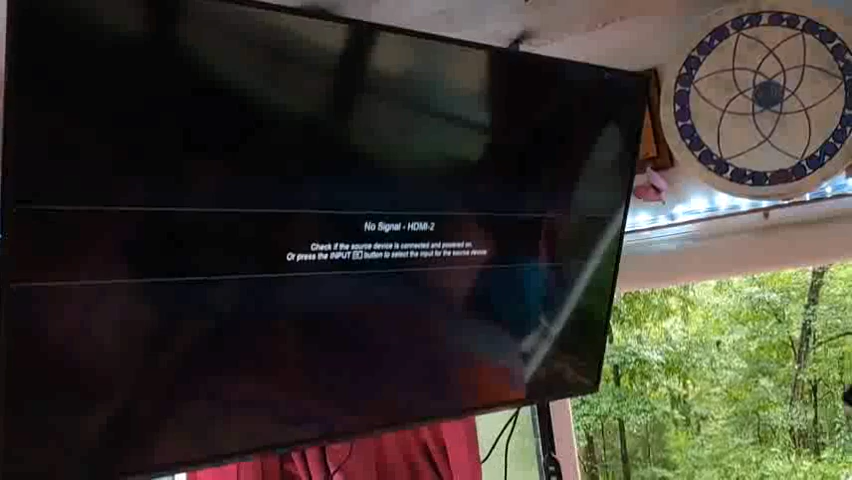 No Signal - HDMI-2
Check if the source device is connected and powered on.
Or press the INPUT button to select the input for the source device